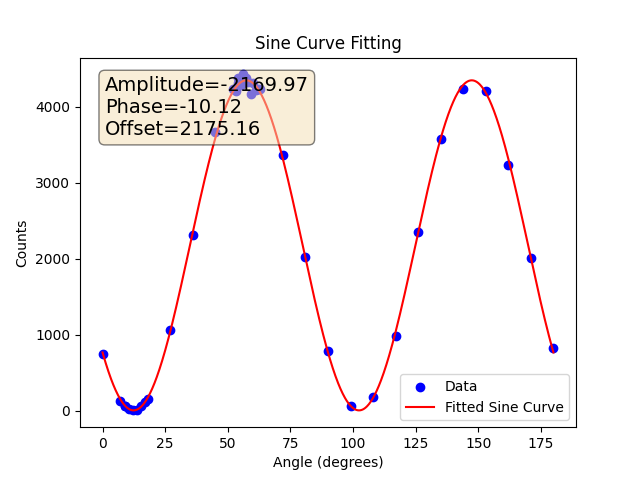 Sine Curve Fitting
Amplitude=-2169.97
Phase=-10.12
Offset=2175.16
4000
3000
2000
1000
0
Counts
Data
Fitted Sine Curve
0 25 50 75 100 125 150 175
Angle (degrees)